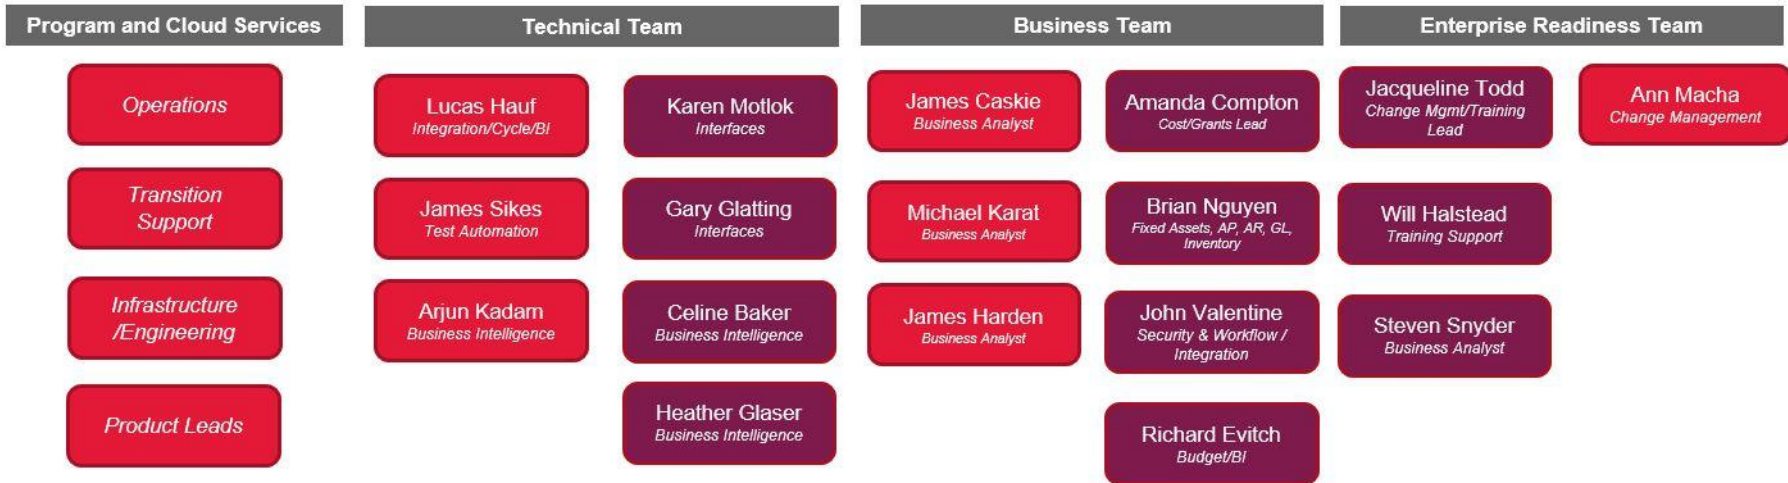 Program and Cloud Services
Operations
Transition
Support
Infrastructure
/Engineering
Product Leads
Technical Team
Lucas Hauf
Integration/Cycle/BI
James Sikes
Test Automation
Arjun Kadam
Business Intelligence
Karen Motlok
Interfaces
Gary Glatting
Interfaces
Celine Baker
Business Intelligence
Heather Glaser
Business Intelligence
Business Team
James Caskie
Business Analyst
Michael Karat
Business Analyst
James Harden
Business Analyst
Amanda Compton
Cost/Grants Lead
Brian Nguyen
Fixed Assets, AP, AR, GL,
Inventory
John Valentine
Security & Workflow /
Integration
Richard Evitch
Budget/BI
Enterprise Readiness Team
Jacqueline Todd
Change Mgmt/Training
Lead
Will Halstead
Training Support
Steven Snyder
Business Analyst
Ann Macha
Change Management